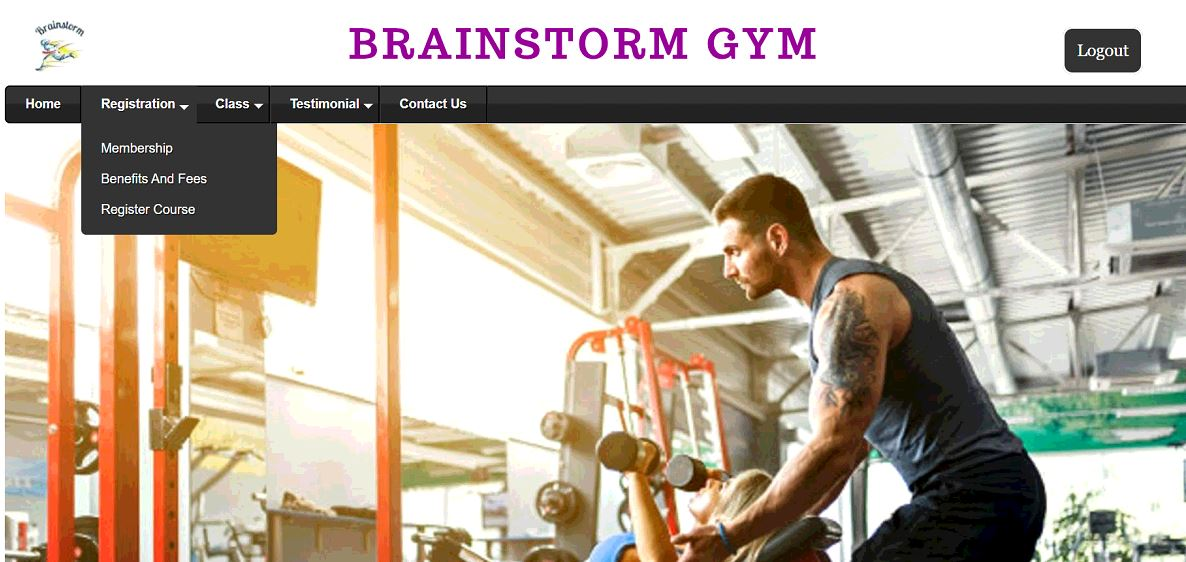 Brainstorm
BRAINSTORM GYM
Logout
Home Registration Class Testimonial Contact Us
Membership
Benefits And Fees
Register Course